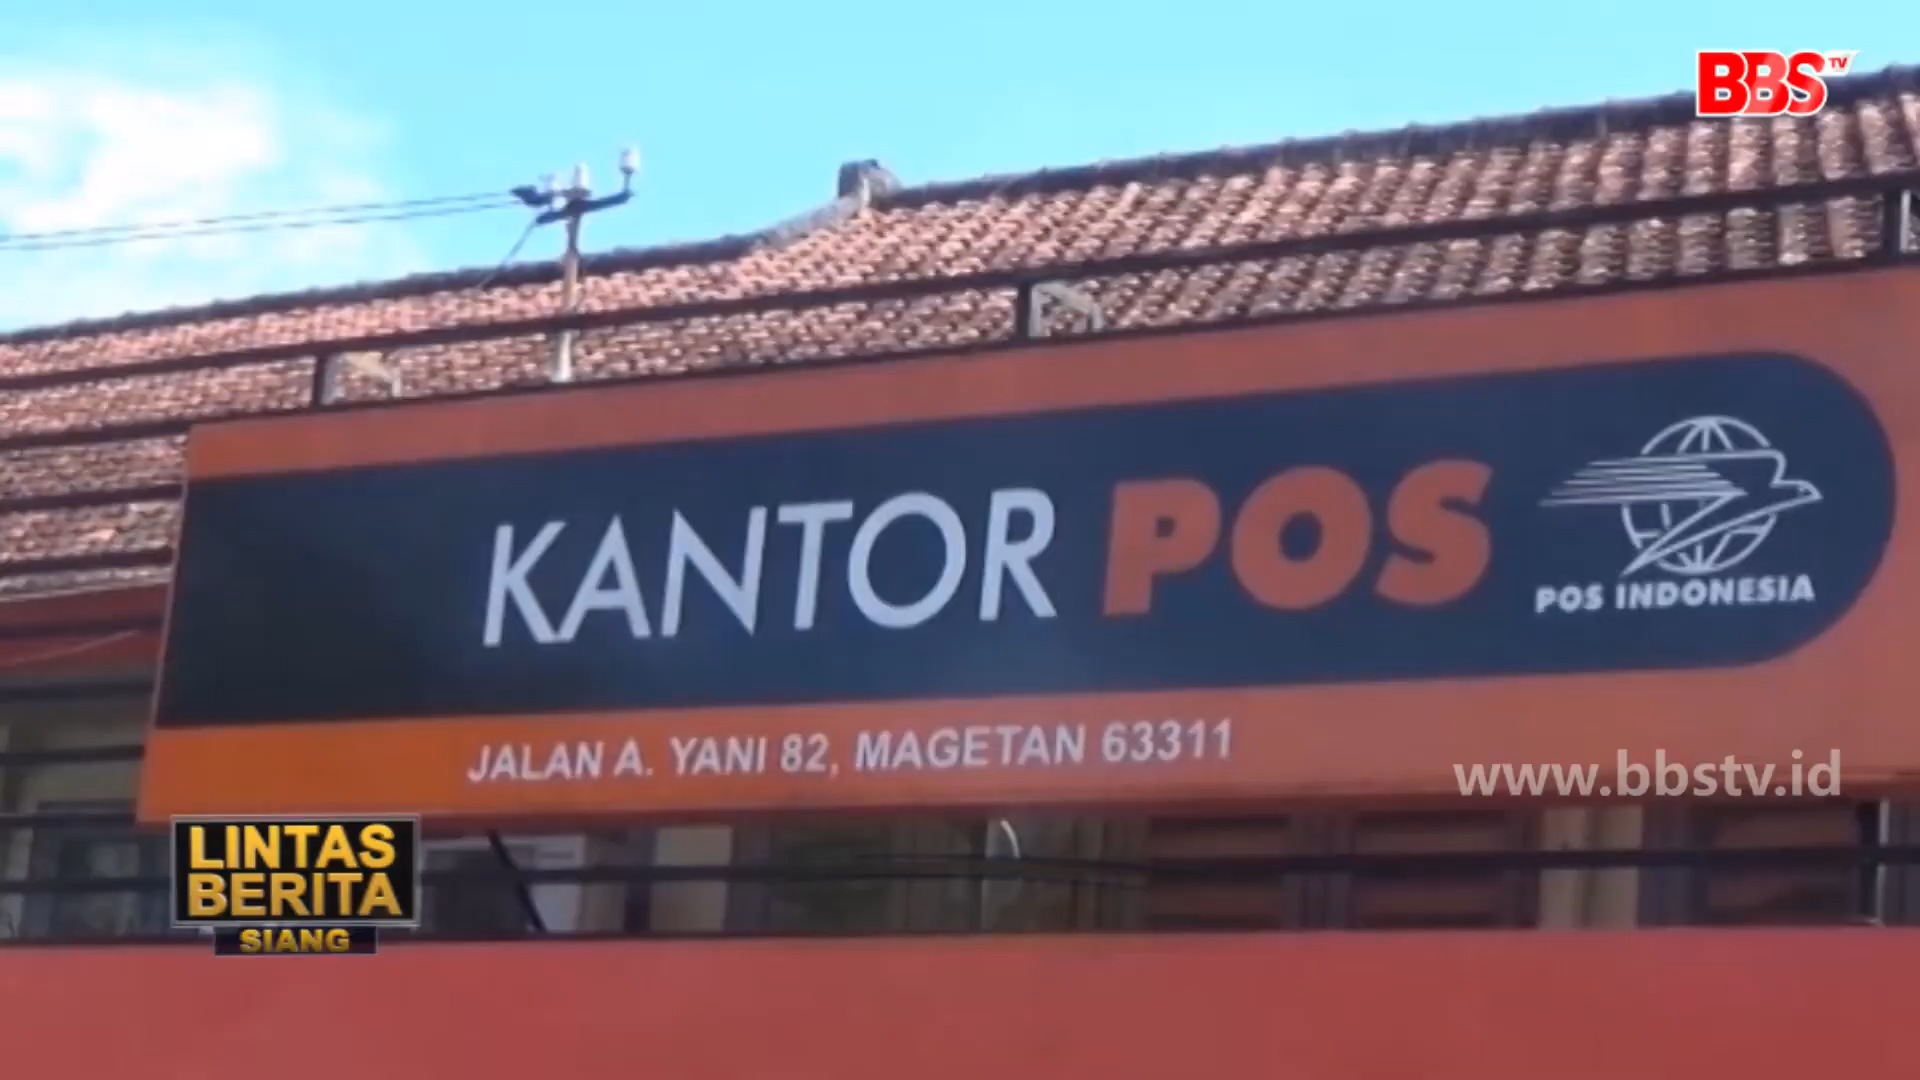 BBS TV
KANTOR POS
POS INDONESIA
JALAN A. YANI 82, MAGETAN 63311
www.bbstv.id
LINTAS
BERITA
SIANG